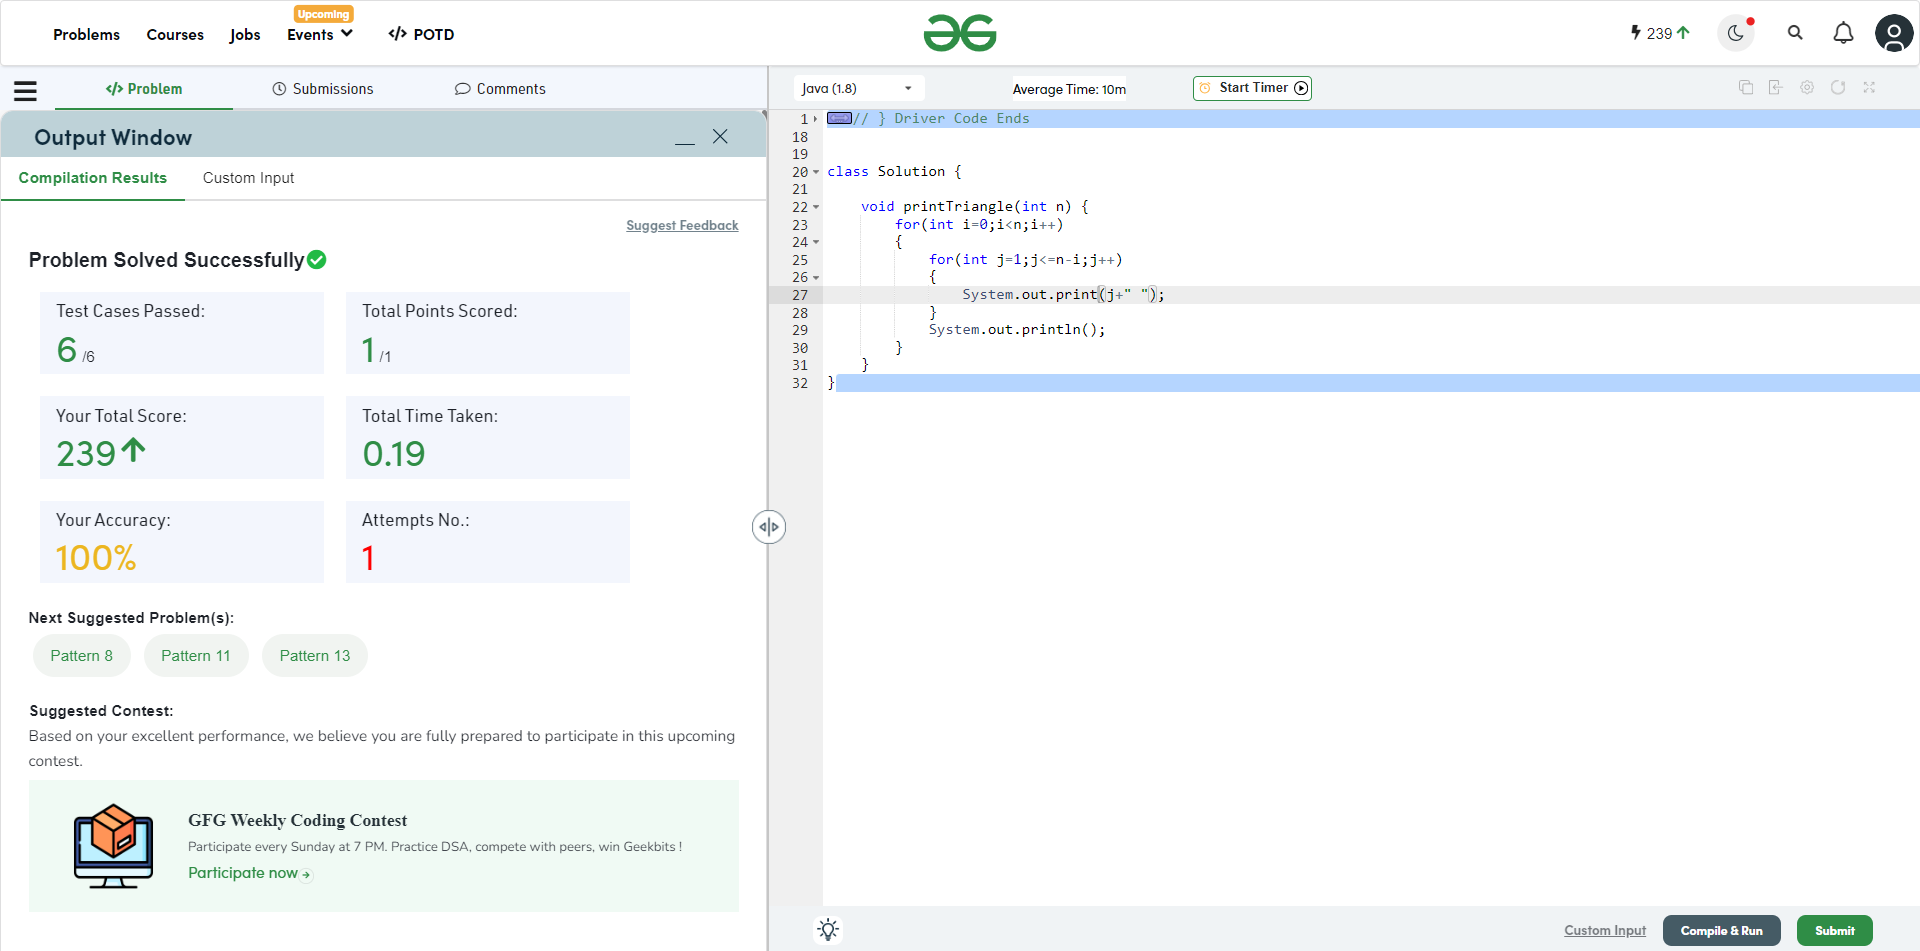 Upcoming
Problems Courses Jobs Events </> POTD
239
</> Problem Submissions Comments
Java (1.8) Average Time: 10m Start Timer
Output Window
Compilation Results Custom Input
Suggest Feedback
Problem Solved Successfully
Test Cases Passed: Total Points Scored:
6 /6 1 /1
Your Total Score: Total Time Taken:
239 0.19
Your Accuracy: Attempts No.:
100% 1
Next Suggested Problem(s):
Pattern 8 Pattern 11 Pattern 13
Suggested Contest:
Based on your excellent performance, we believe you are fully prepared to participate in this upcoming
contest.
GFG Weekly Coding Contest
Participate every Sunday at 7 PM. Practice DSA, compete with peers, win Geekbits !
Participate now
1 // } Driver Code Ends
18
19
20 class Solution {
21
22     void printTriangle(int n) {
23         for(int i=0;i<n;i++)
24         {
25             for(int j=1;j<=n-i;j++)
26             {
27                 System.out.print(j+" ");
28             }
29             System.out.println();
30         }
31     }
32 }
Custom Input Compile & Run Submit